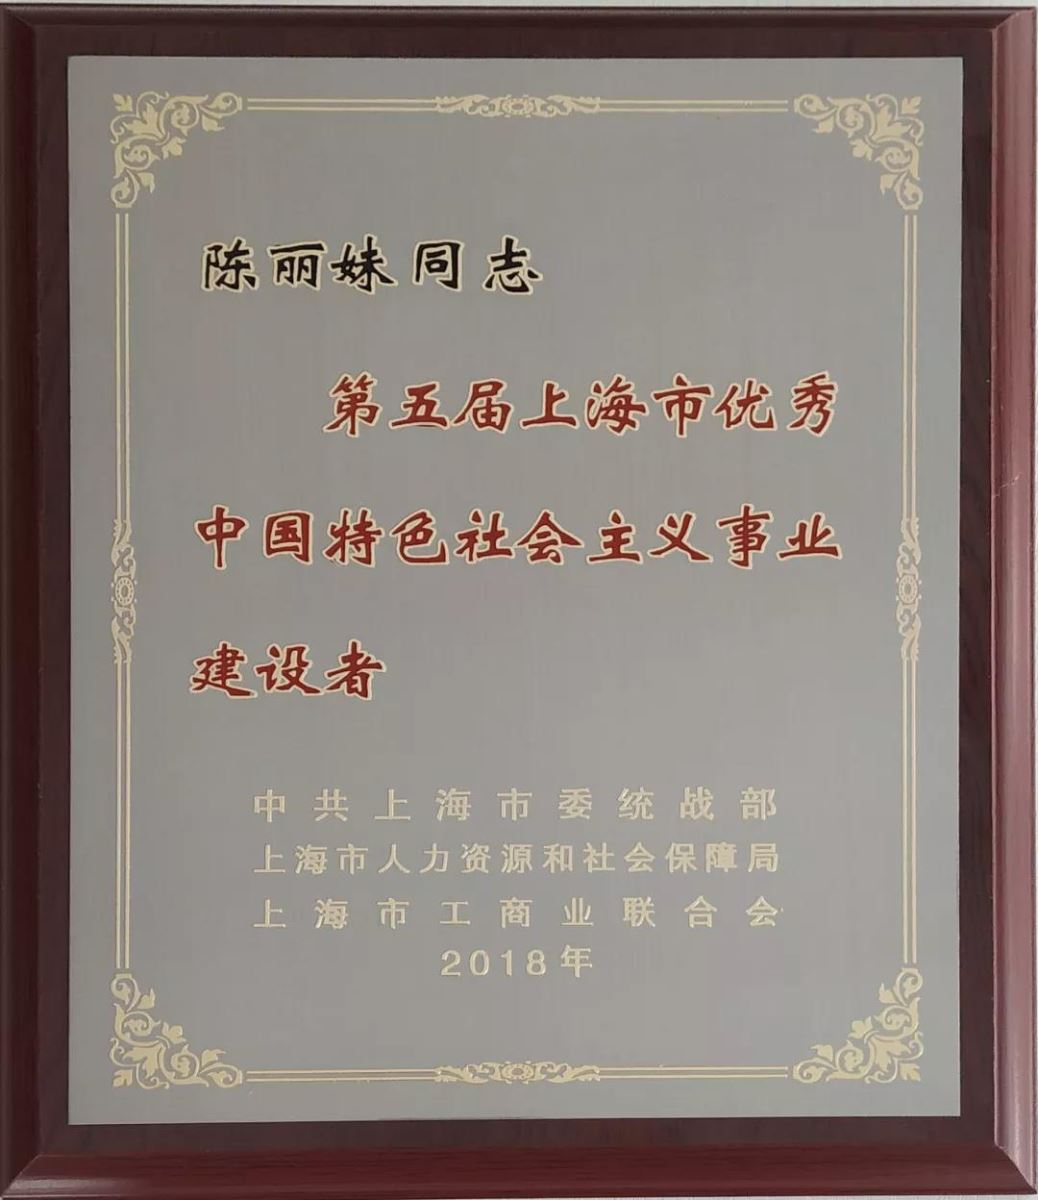 陈丽妹同志
第五届上海市优秀
中国特色社会主义事业
建设者
中共上海市委统战部
上海市人力资源和社会保障局
上海市工商业联合会
2018年